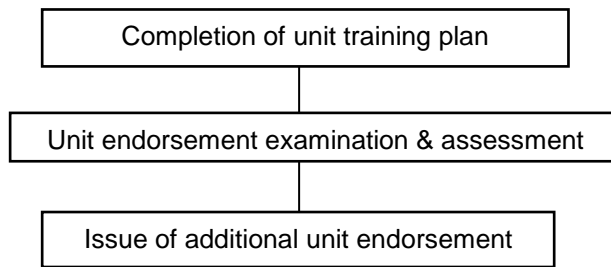 Completion of unit training plan
Unit endorsement examination & assessment
Issue of additional unit endorsement